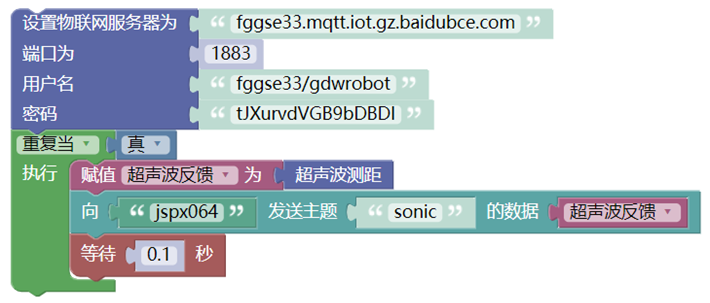 设置物联网服务器为 “ fggse33.mqtt.iot.gz.baidubce.com ”
端口为 1883
用户名 “ fggse33/gdwrobot ”
密码 “ tJXurvdVGB9bDBDI ”
重复当 真
执行 赋值 超声波反馈 为 超声波测距
向 “ jspx064 ” 发送主题 “ sonic ” 的数据 超声波反馈
等待 0.1 秒